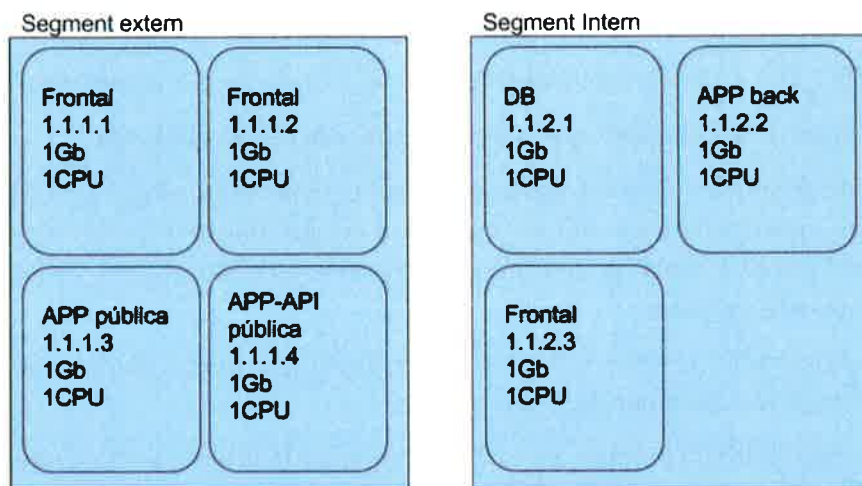 Segment extern
Frontal
1.1.1.1
1Gb
1CPU
Frontal
1.1.1.2
1Gb
1CPU
APP pública
1.1.1.3
1Gb
1CPU
APP-API
pública
1.1.1.4
1Gb
1CPU
Segment Intern
DB
1.1.2.1
1Gb
1CPU
APP back
1.1.2.2
1Gb
1CPU
Frontal
1.1.2.3
1Gb
1CPU